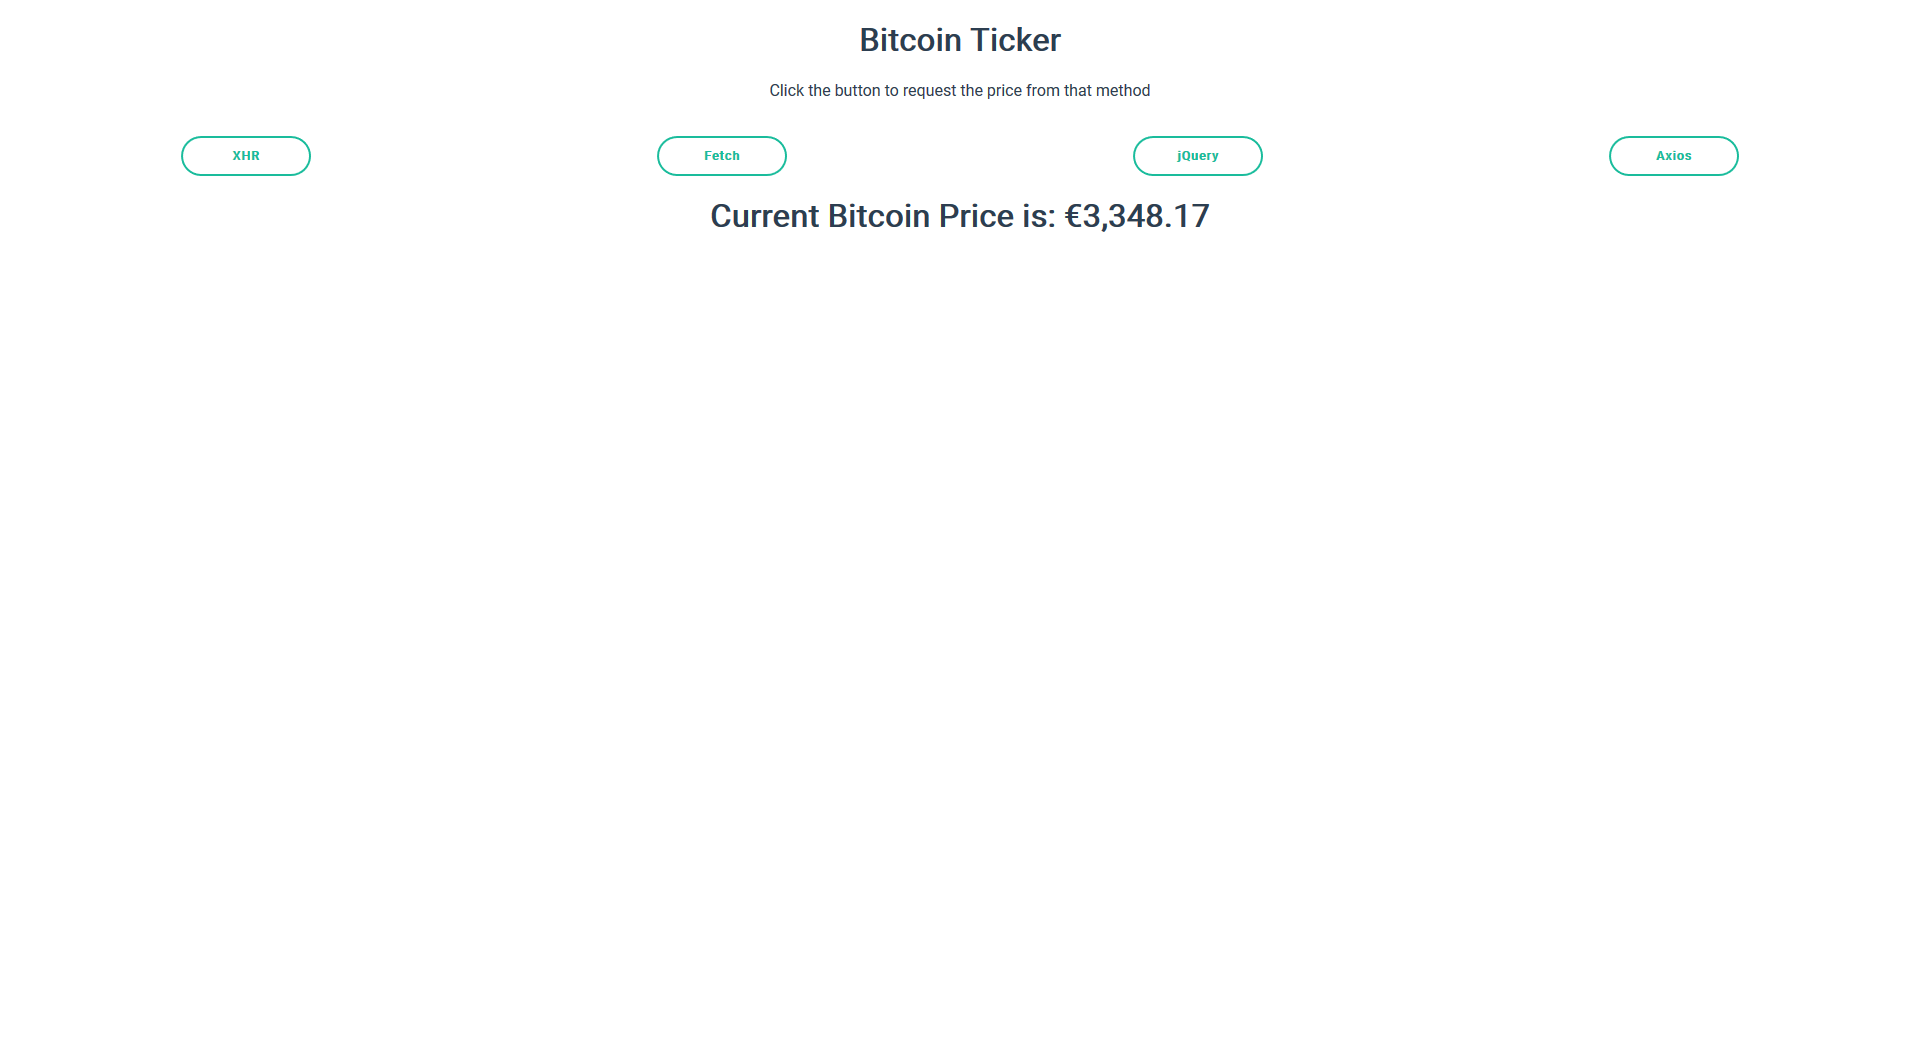 Bitcoin Ticker
Click the button to request the price from that method
XHR Fetch jQuery Axios
Current Bitcoin Price is: €3,348.17